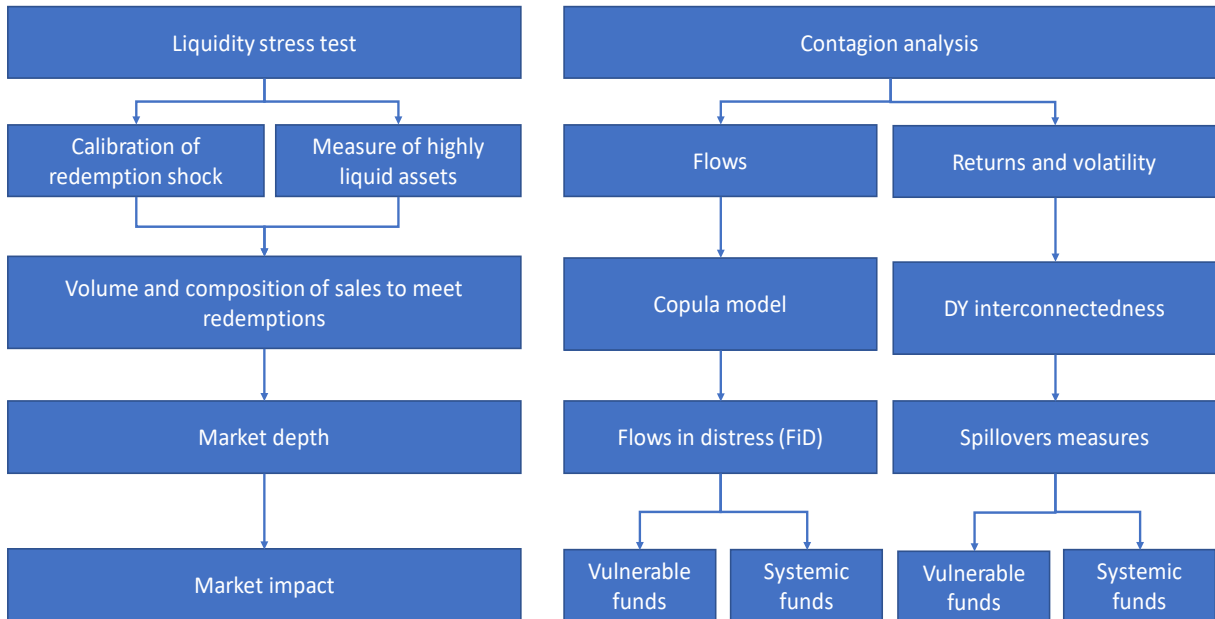 Liquidity stress test
Contagion analysis
Calibration of
redemption shock
Measure of highly
liquid assets
Flows
Returns and volatility
Volume and composition of sales to meet
redemptions
Copula model
DY interconnectedness
Market depth
Flows in distress (FiD)
Spillovers measures
Market impact
Vulnerable
funds
Systemic
funds
Vulnerable
funds
Systemic
funds